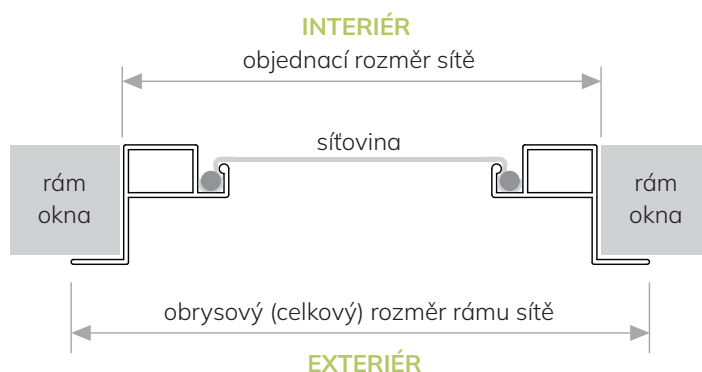 INTERIÉR
objednací rozměr sítě
síťovina
rám
okna
rám
okna
obrysový (celkový) rozměr rámu sítě
EXTERIÉR